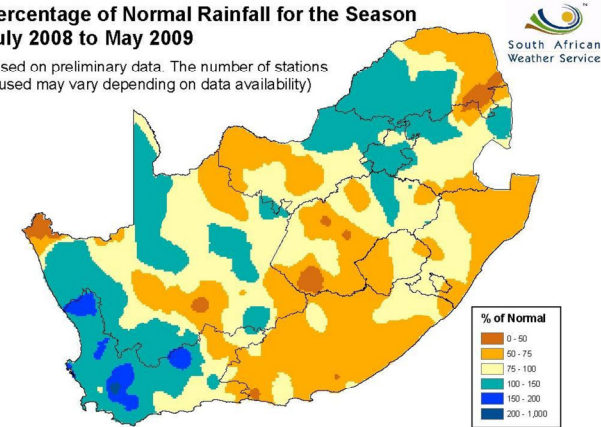 ercentage of Normal Rainfall for the Season
uly 2008 to May 2009
sed on preliminary data. The number of stations
used may vary depending on data availability)
South African
Weather Service
% of Normal
0 - 50
50 - 75
75 - 100
100 - 150
150 - 200
200 - 1,000